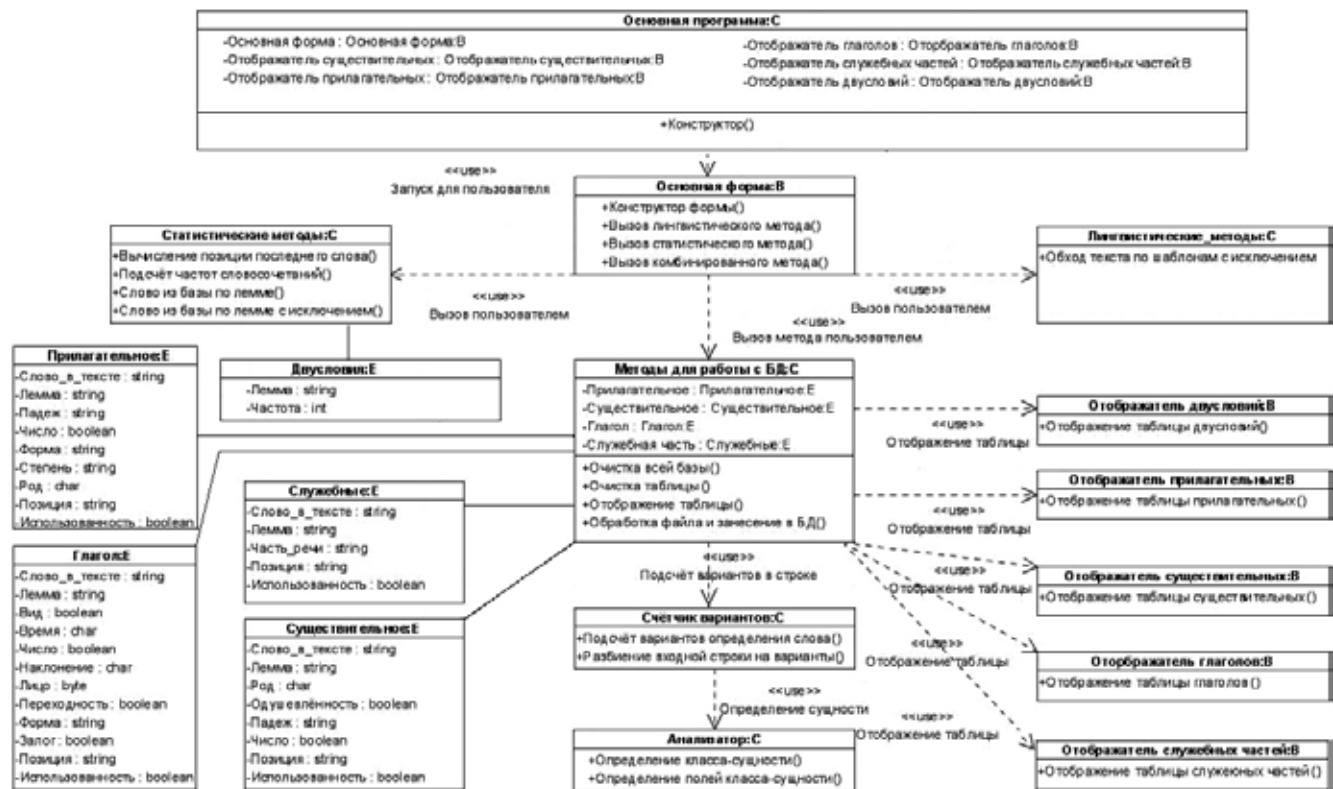 Основная программа:С
-Основная форма : Основная форма:В
-Отображатель существительных : Отображатель существительных:В
-Отображатель прилагательных : Отображатель прилагательных:В
-Отображатель глаголов : Оторбражатель глаголов:В
-Отображатель служебных частей : Отображатель служебных частей:В
-Отображатель двусловий : Отображатель двусловий:В
+Конструктор()
<<use>>
Запуск для пользователя
Основная форма:В
+Конструктор формы()
+Вызов лингвистического метода()
+Вызов статистического метода()
+Вызов комбинированного метода()
Статистические методы:С
+Вычисление позиции последнего слова()
+Подсчёт частот словосочетаний()
+Слово из базы по лемме()
+Слово из базы по лемме с исключением()
Лингвистические_методы:С
+Обход текста по шаблонам с исключением
<<use>>
Вызов пользователем
<<use>>
Вызов метода пользователем
<<use>>
Вызов пользователем
Двусловия:Е
-Лемма : string
-Частота : int
Прилагательное:Е
-Слово_в_тексте : string
-Лемма : string
-Падеж : string
-Число : boolean
-Форма : string
-Степень : string
-Род : char
-Позиция : string
-Использованность : boolean
Методы для работы с БД:С
-Прилагательное : Прилагательное:Е
-Существительное : Существительное:Е
-Глагол : Глагол:Е
-Служебная часть : Служебные:Е
+Очистка всей базы()
+Очистка таблицы()
+Отображение таблицы()
+Обработка файла и занесение в БД()
<<use>>
Отображение таблицы
Отображатель двусловий:В
+Отображение таблицы двусловий()
<<use>>
Отображение таблицы
Отображатель прилагательных:В
+Отображение таблицы прилагательных()
Служебные:Е
-Слово_в_тексте : string
-Лемма : string
-Часть_речи : string
-Позиция : string
-Использованность : boolean
Глагол:Е
-Слово_в_тексте : string
-Лемма : string
-Вид : boolean
-Время : char
-Число : boolean
-Наклонение : char
-Лицо : byte
-Переходность : boolean
-Форма : string
-Залог : boolean
-Позиция : string
-Использованность : boolean
Существительное:Е
-Слово_в_тексте : string
-Лемма : string
-Род : char
-Одушевлённость : boolean
-Падеж : string
-Число : boolean
-Позиция : string
-Использованность : boolean
<<use>>
Подсчёт вариантов в строке
Счётчик вариантов:С
+Подсчёт вариантов определения слова()
+Разбиение входной строки на варианты()
<<use>>
Определение сущности
Анализатор:С
+Определение класса-сущности()
+Определение полей класса-сущности()
<<use>>
Отображение таблицы
Отображатель существительных:В
+Отображение таблицы существительных()
<<use>>
Отображение таблицы
Оторбражатель глаголов:В
+Отображение таблицы глаголов()
<<use>>
Отображение таблицы
Отображатель служебных частей:В
+Отображение таблицы служеюных частей()